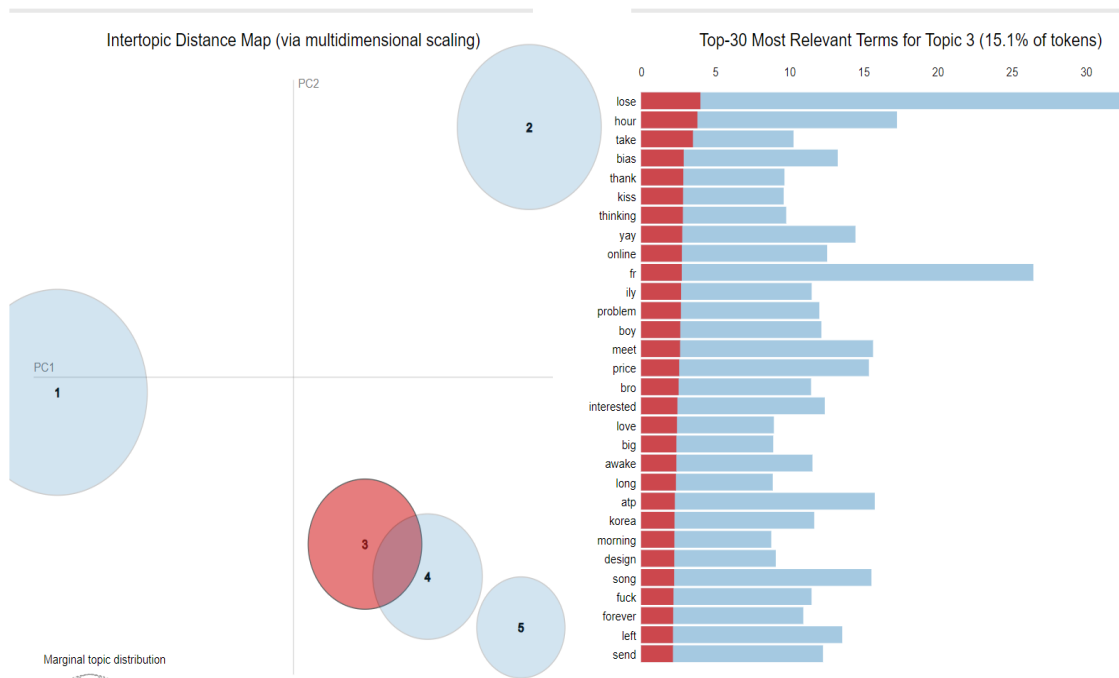 Intertopic Distance Map (via multidimensional scaling)
PC2
2
PC1
1
3
4
5
Marginal topic distribution
Top-30 Most Relevant Terms for Topic 3 (15.1% of tokens)
0 5 10 15 20 25 30
lose
hour
take
bias
thank
kiss
thinking
yay
online
fr
ily
problem
boy
meet
price
bro
interested
love
big
awake
long
atp
korea
morning
design
song
fuck
forever
left
send